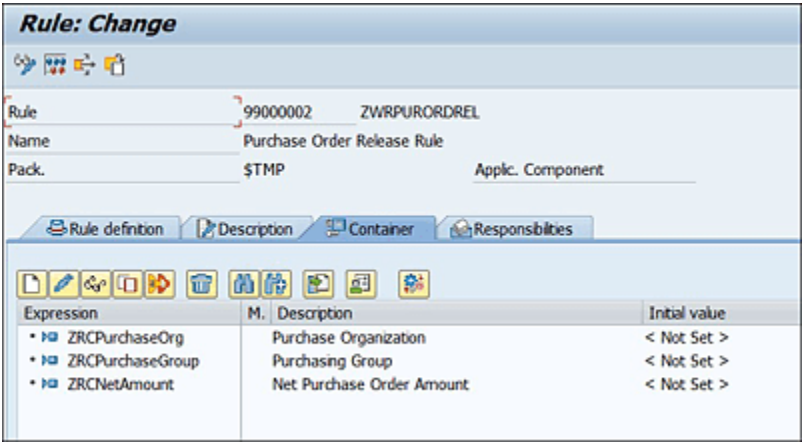 Rule: Change
Rule 99000002 ZWRPURORDREL
Name Purchase Order Release Rule
Pack. $TMP Applic. Component
Rule definition Description Container Responsibilities
Expression M. Description Initial value
ZRCPurchaseOrg Purchase Organization < Not Set >
ZRCPurchaseGroup Purchasing Group < Not Set >
ZRCNetAmount Net Purchase Order Amount < Not Set >